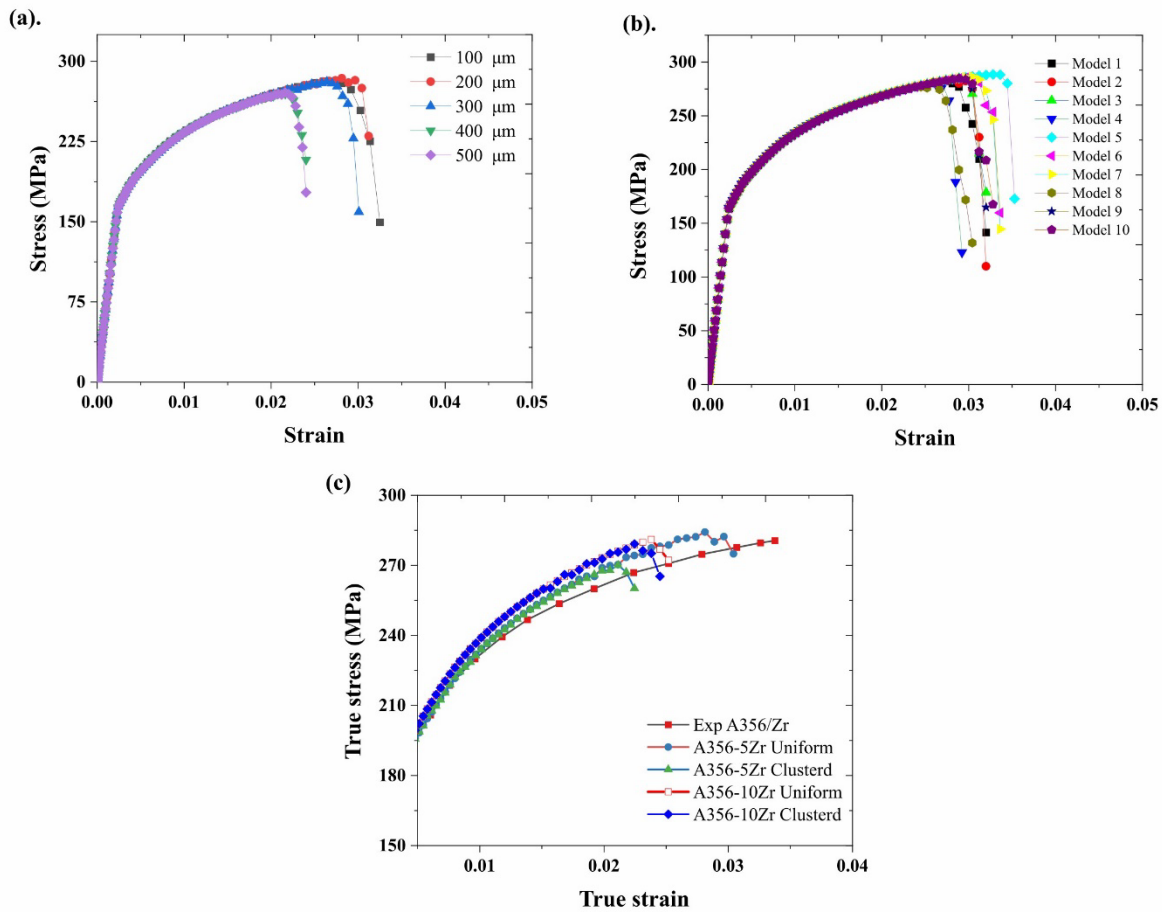 (a).
300
225
150
75
0
Stress (MPa)
0.00 0.01 0.02 0.03 0.04 0.05
Strain
100 μm
200 μm
300 μm
400 μm
500 μm
(b).
300
250
200
150
100
50
0
Stress (MPa)
0.00 0.01 0.02 0.03 0.04 0.05
Strain
Model 1
Model 2
Model 3
Model 4
Model 5
Model 6
Model 7
Model 8
Model 9
Model 10
(c)
300
270
240
210
180
150
True stress (MPa)
0.01 0.02 0.03 0.04
True strain
Exp A356/Zr
A356-5Zr Uniform
A356-5Zr Clusterd
A356-10Zr Uniform
A356-10Zr Clusterd